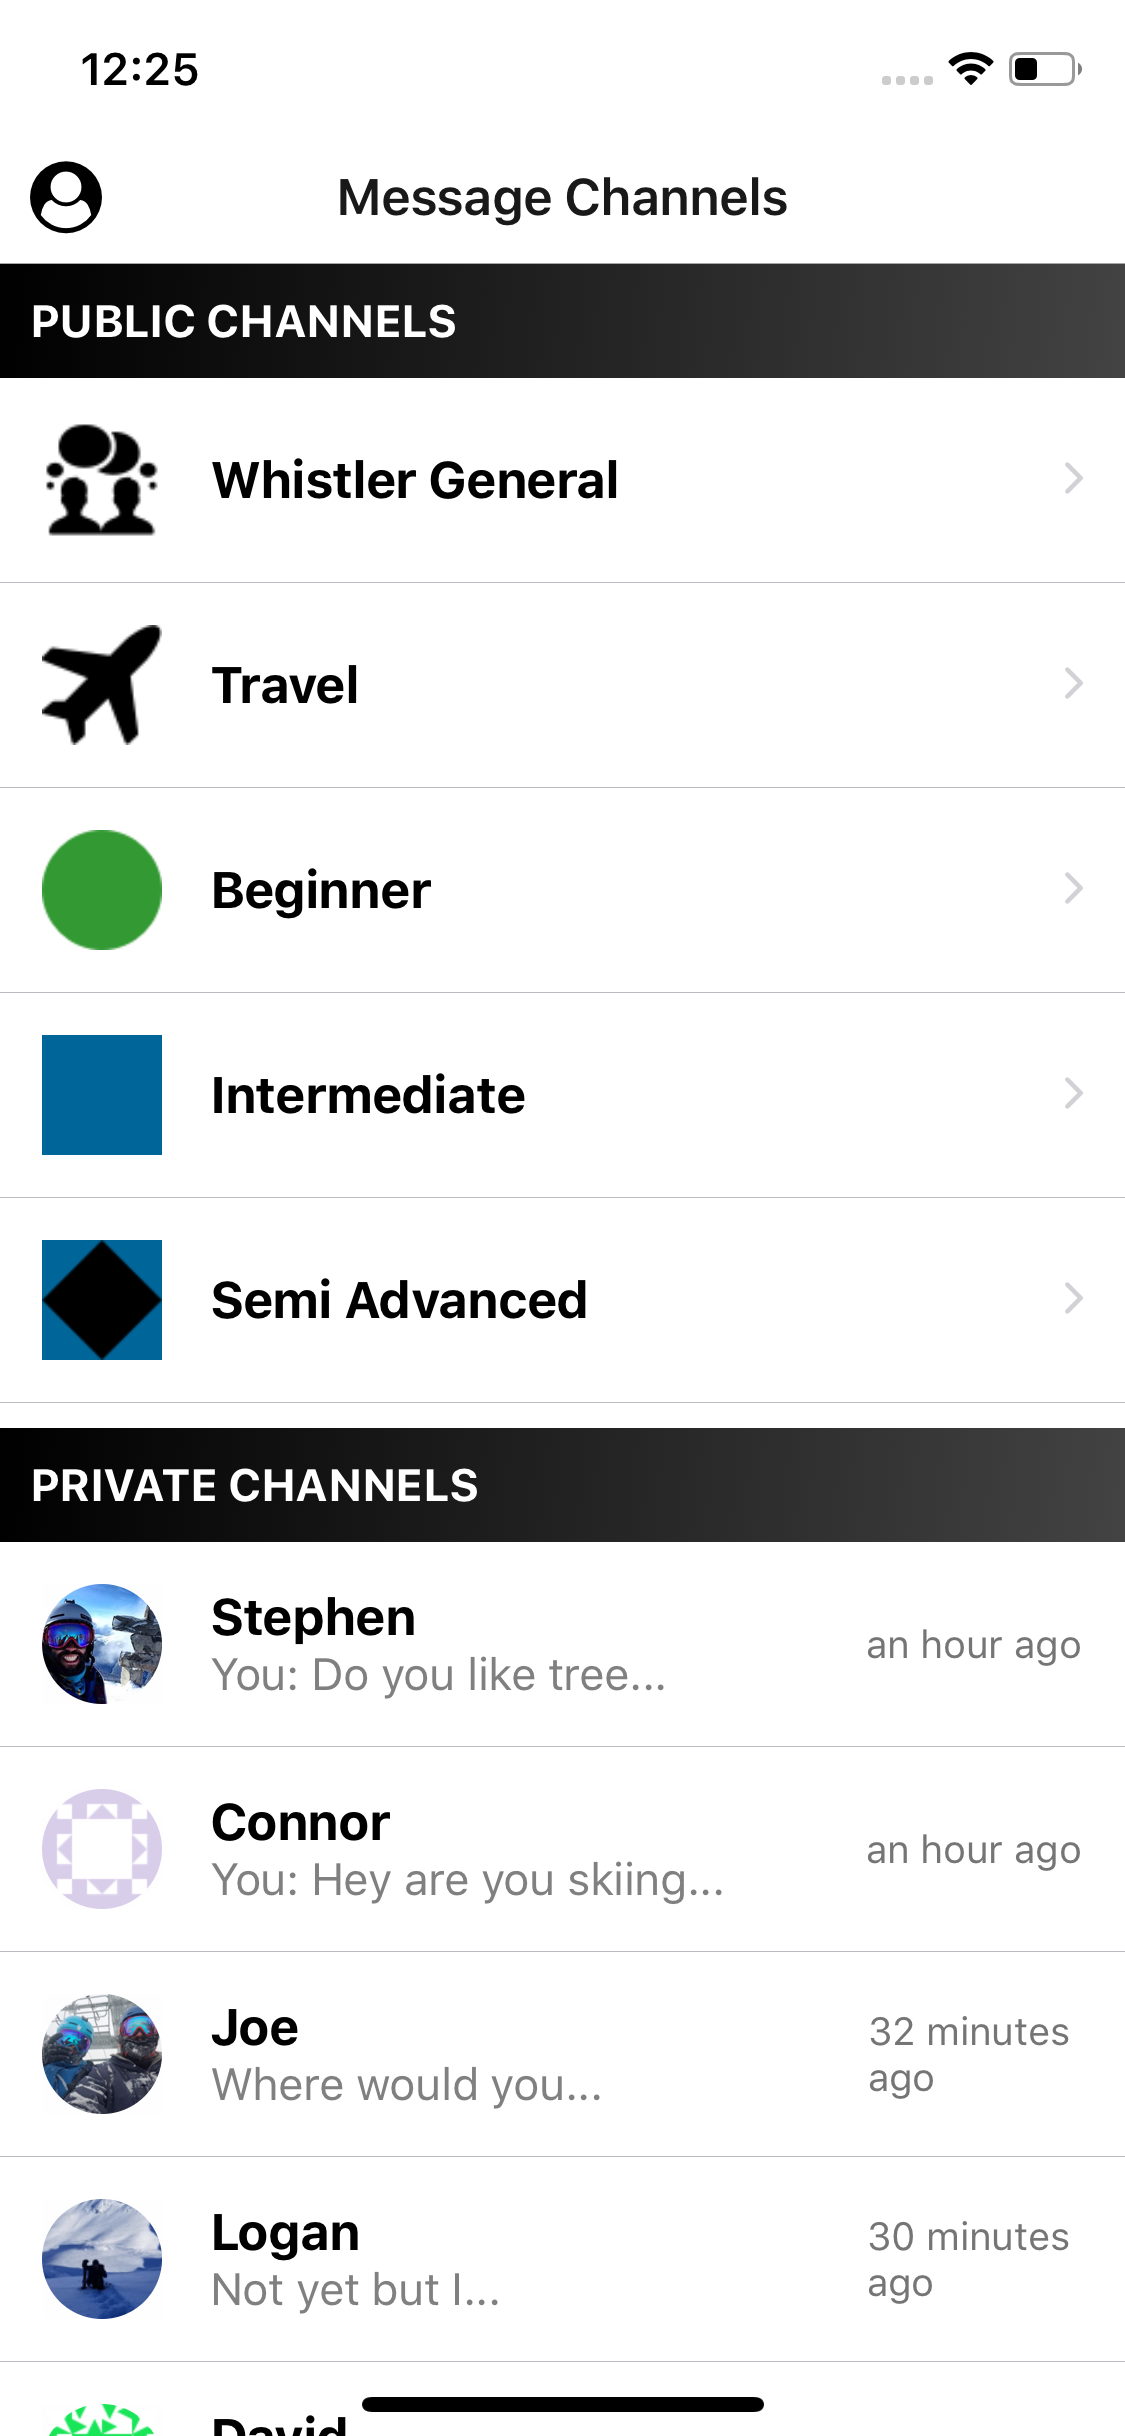 12:25
Message Channels
PUBLIC CHANNELS
Whistler General
Travel
Beginner
Intermediate
Semi Advanced
PRIVATE CHANNELS
Stephen
You: Do you like tree...
an hour ago
Connor
You: Hey are you skiing...
an hour ago
Joe
Where would you...
32 minutes
ago
Logan
Not yet but I...
30 minutes
ago
David